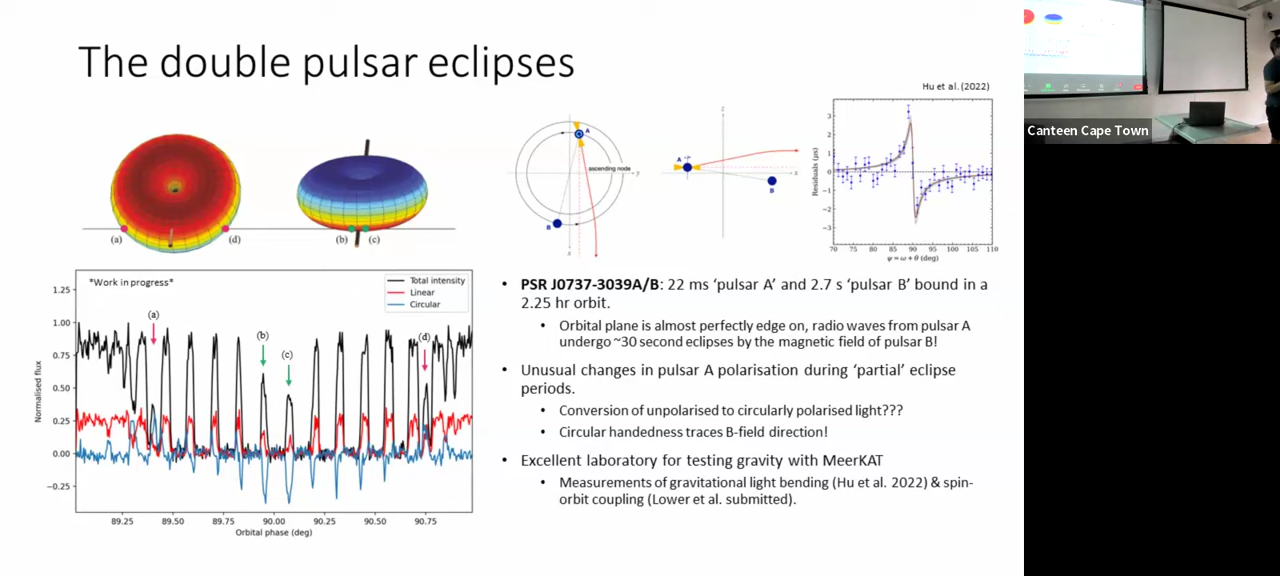 The double pulsar eclipses
Hu et al. (2022)
Canteen Cape Town
(a)
(d)
(b)
(c)
A
ascending node
y
B
x
z
A
x
B
Residuals (μs)
3
2
1
0
−1
−2
−3
70 75 80 85 90 95 100 105 110
ψ = ω + θ (deg)
*Work in progress*
Total intensity
Linear
Circular
(a)
(b)
(c)
(d)
Normalised flux
1.25
1.00
0.75
0.50
0.25
0.00
−0.25
89.25 89.50 89.75 90.00 90.25 90.50 90.75
Orbital phase (deg)
• PSR J0737-3039A/B: 22 ms ‘pulsar A’ and 2.7 s ‘pulsar B’ bound in a
2.25 hr orbit.
• Orbital plane is almost perfectly edge on, radio waves from pulsar A
undergo ~30 second eclipses by the magnetic field of pulsar B!
• Unusual changes in pulsar A polarisation during ‘partial’ eclipse
periods.
• Conversion of unpolarised to circularly polarised light???
• Circular handedness traces B-field direction!
• Excellent laboratory for testing gravity with MeerKAT
• Measurements of gravitational light bending (Hu et al. 2022) & spin-
orbit coupling (Lower et al. submitted).